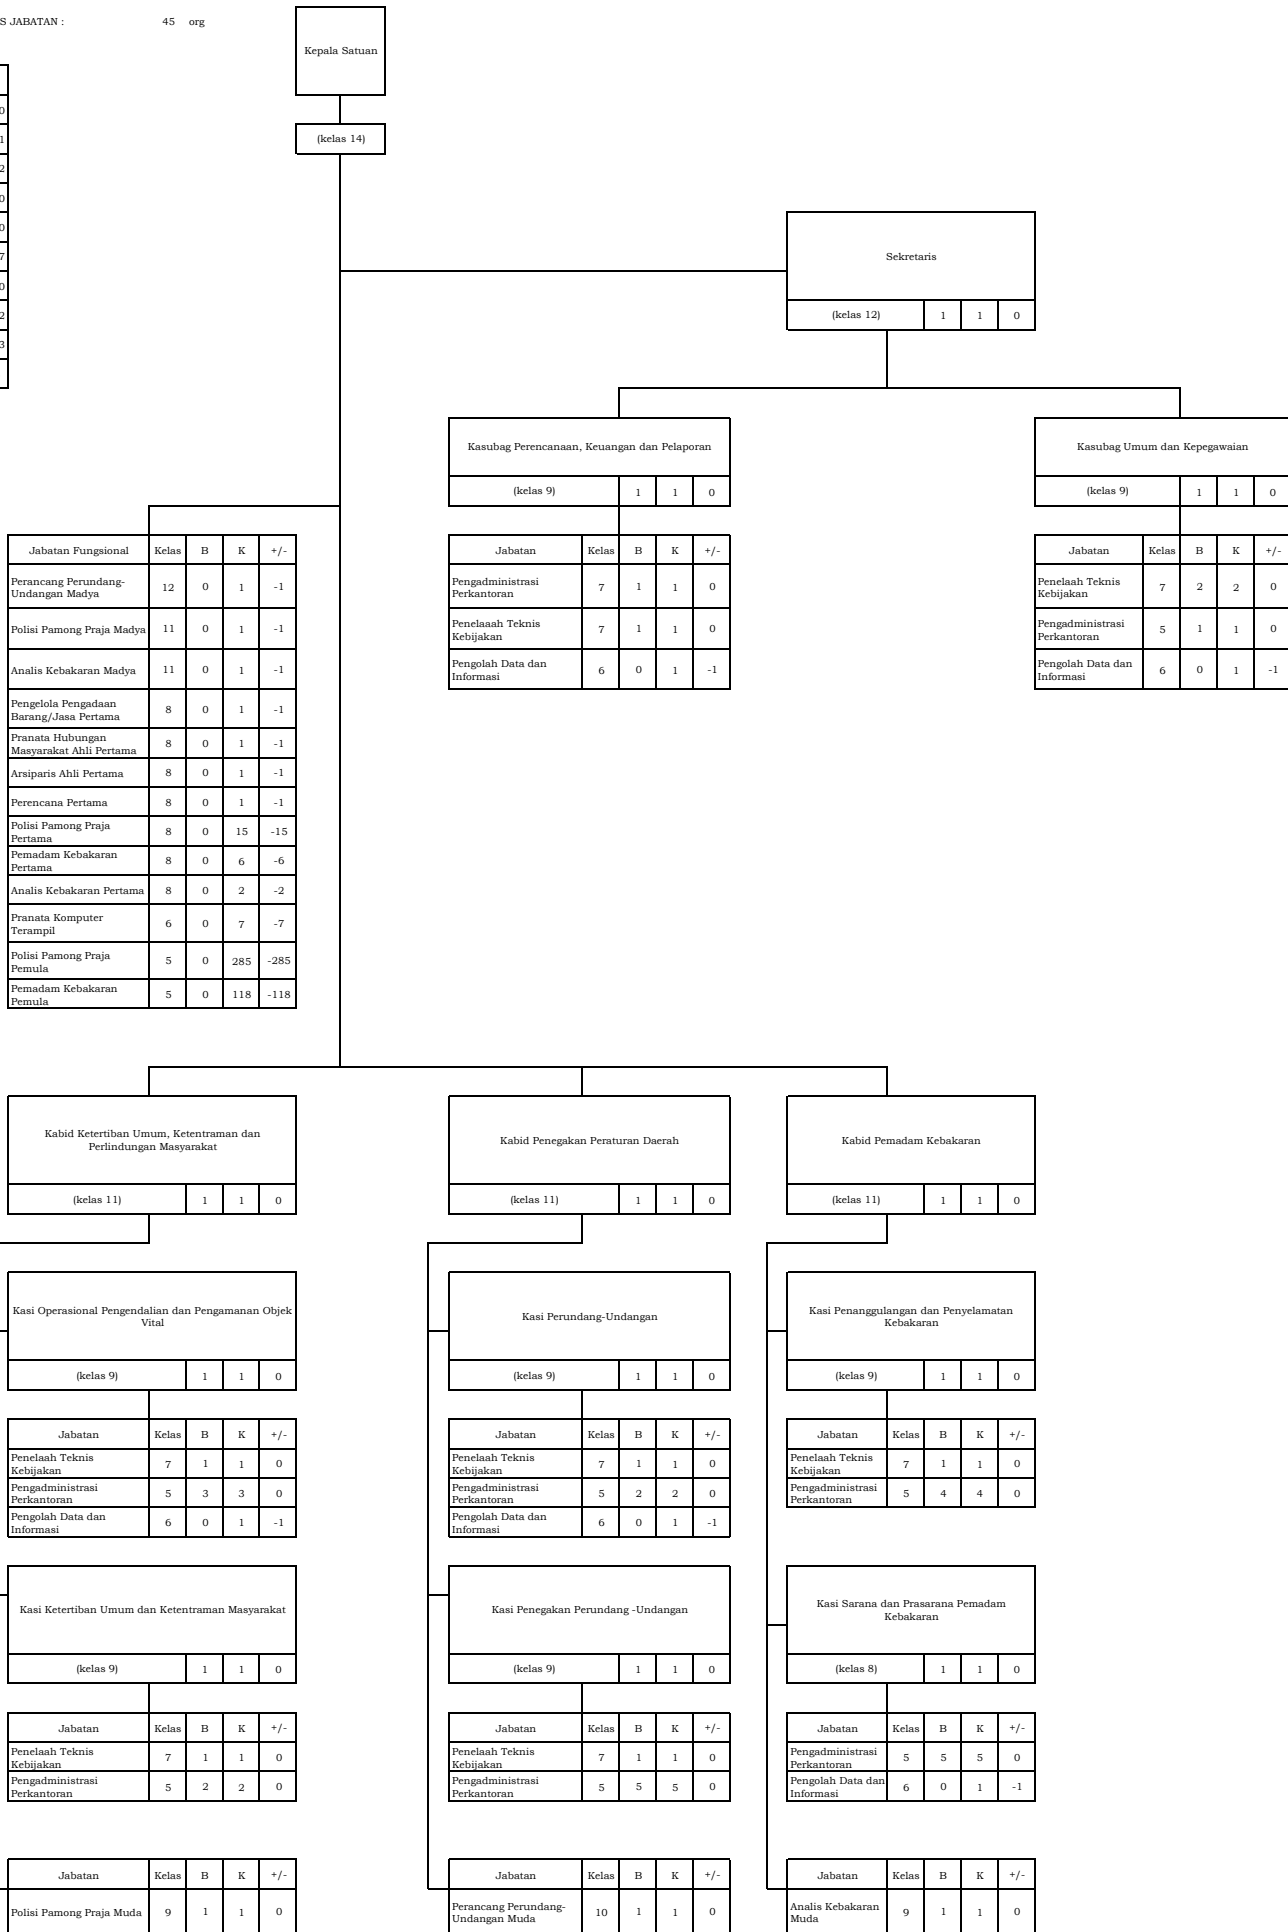 S JABATAN : 45 org
Kepala Satuan
(kelas 14)
0
1
2
0
0
7
0
2
3
Sekretaris
(kelas 12) 1 1 0
Kasubag Perencanaan, Keuangan dan Pelaporan
(kelas 9) 1 1 0
Kasubag Umum dan Kepegawaian
(kelas 9) 1 1 0
Jabatan Fungsional Kelas B K +/-
Perancang Perundang-
Undangan Madya 12 0 1 -1
Polisi Pamong Praja Madya 11 0 1 -1
Analis Kebakaran Madya 11 0 1 -1
Pengelola Pengadaan
Barang/Jasa Pertama 8 0 1 -1
Pranata Hubungan
Masyarakat Ahli Pertama 8 0 1 -1
Arsiparis Ahli Pertama 8 0 1 -1
Perencana Pertama 8 0 1 -1
Polisi Pamong Praja
Pertama 8 0 15 -15
Pemadam Kebakaran
Pertama 8 0 6 -6
Analis Kebakaran Pertama 8 0 2 -2
Pranata Komputer
Terampil 6 0 7 -7
Polisi Pamong Praja
Pemula 5 0 285 -285
Pemadam Kebakaran
Pemula 5 0 118 -118
Jabatan Kelas B K +/-
Pengadministrasi
Perkantoran 7 1 1 0
Penelaaah Teknis
Kebijakan 7 1 1 0
Pengolah Data dan
Informasi 6 0 1 -1
Jabatan Kelas B K +/-
Penelaah Teknis
Kebijakan 7 2 2 0
Pengadministrasi
Perkantoran 5 1 1 0
Pengolah Data dan
Informasi 6 0 1 -1
Kabid Ketertiban Umum, Ketentraman dan
Perlindungan Masyarakat
(kelas 11) 1 1 0
Kabid Penegakan Peraturan Daerah
(kelas 11) 1 1 0
Kabid Pemadam Kebakaran
(kelas 11) 1 1 0
Kasi Operasional Pengendalian dan Pengamanan Objek
Vital
(kelas 9) 1 1 0
Kasi Perundang-Undangan
(kelas 9) 1 1 0
Kasi Penanggulangan dan Penyelamatan
Kebakaran
(kelas 9) 1 1 0
Jabatan Kelas B K +/-
Penelaah Teknis
Kebijakan 7 1 1 0
Pengadministrasi
Perkantoran 5 3 3 0
Pengolah Data dan
Informasi 6 0 1 -1
Jabatan Kelas B K +/-
Penelaah Teknis
Kebijakan 7 1 1 0
Pengadministrasi
Perkantoran 5 2 2 0
Pengolah Data dan
Informasi 6 0 1 -1
Jabatan Kelas B K +/-
Penelaah Teknis
Kebijakan 7 1 1 0
Pengadministrasi
Perkantoran 5 4 4 0
Kasi Ketertiban Umum dan Ketentraman Masyarakat
(kelas 9) 1 1 0
Kasi Penegakan Perundang -Undangan
(kelas 9) 1 1 0
Kasi Sarana dan Prasarana Pemadam
Kebakaran
(kelas 8) 1 1 0
Jabatan Kelas B K +/-
Penelaah Teknis
Kebijakan 7 1 1 0
Pengadministrasi
Perkantoran 5 2 2 0
Jabatan Kelas B K +/-
Penelaah Teknis
Kebijakan 7 1 1 0
Pengadministrasi
Perkantoran 5 5 5 0
Jabatan Kelas B K +/-
Pengadministrasi
Perkantoran 5 5 5 0
Pengolah Data dan
Informasi 6 0 1 -1
Jabatan Kelas B K +/-
Polisi Pamong Praja Muda 9 1 1 0
Jabatan Kelas B K +/-
Perancang Perundang-
Undangan Muda 10 1 1 0
Jabatan Kelas B K +/-
Analis Kebakaran
Muda 9 1 1 0